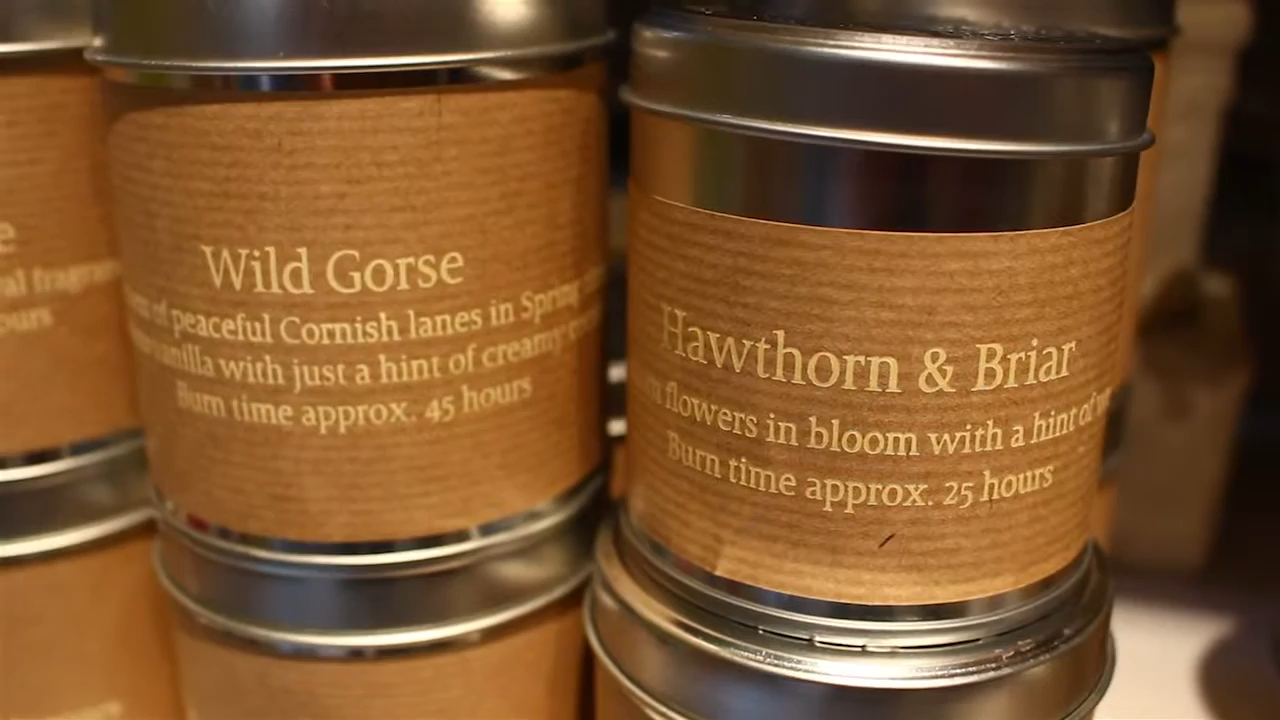 Wild Gorse
of peaceful Cornish lanes in Spring
vanilla with just a hint of creamy
Burn time approx. 45 hours
Hawthorn & Briar
flowers in bloom with a hint of
Burn time approx. 25 hours